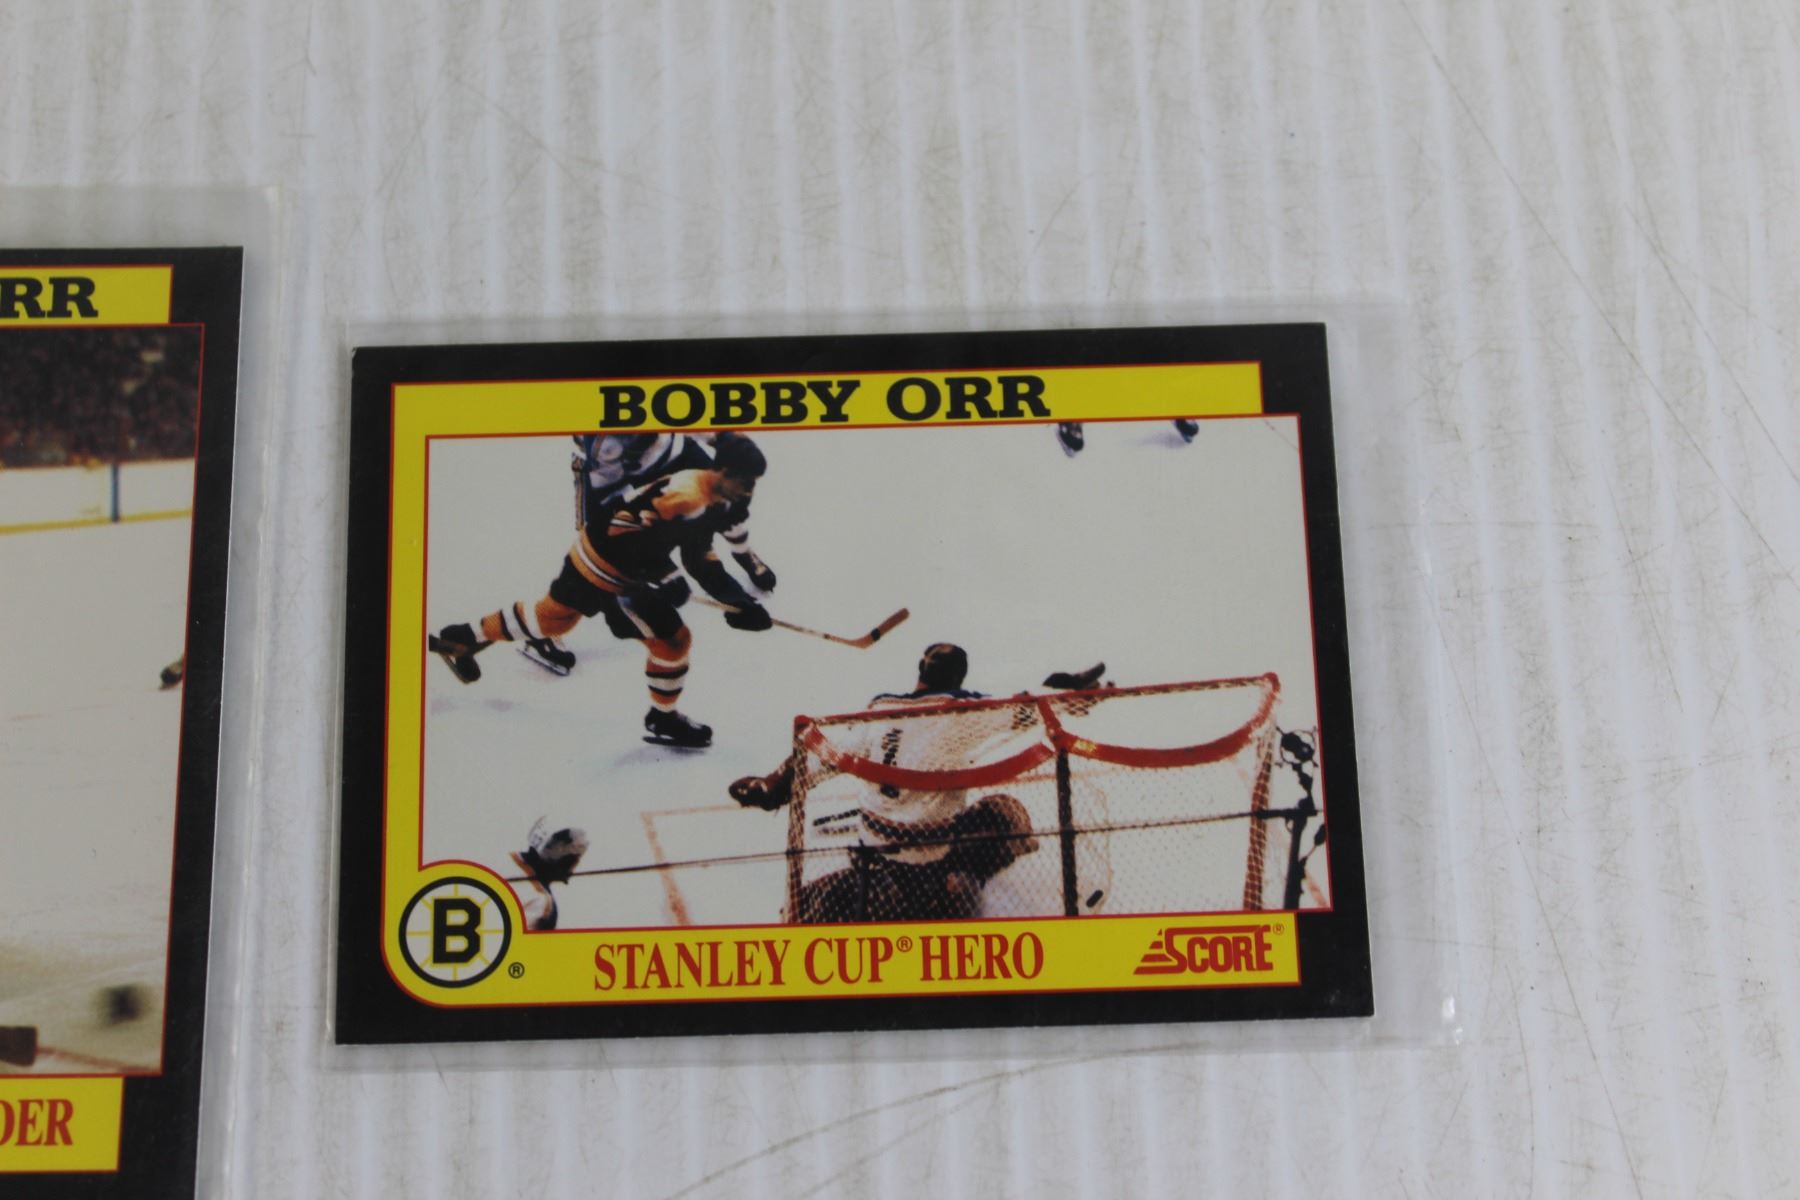 RR
DER
BOBBY ORR
B ®
STANLEY CUP® HERO
SCORE®